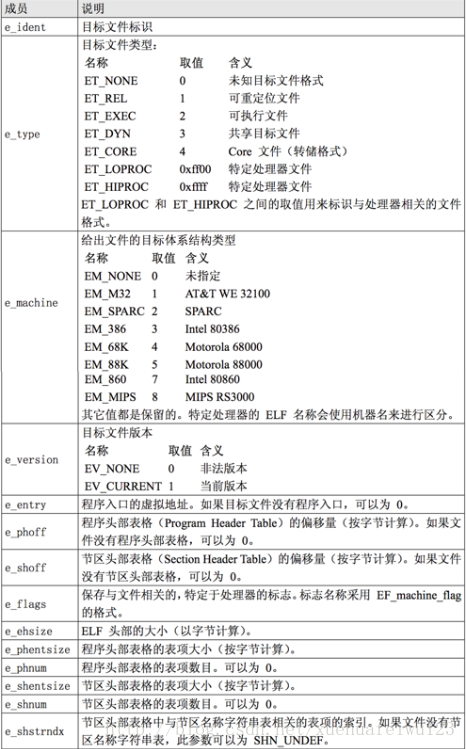 成员 说明
e_ident 目标文件标识
目标文件类型：
名称 取值 含义
ET_NONE 0 未知目标文件格式
ET_REL 1 可重定位文件
ET_EXEC 2 可执行文件
e_type ET_DYN 3 共享目标文件
ET_CORE 4 Core 文件（转储格式）
ET_LOPROC 0xff00 特定处理器文件
ET_HIPROC 0xffff 特定处理器文件
ET_LOPROC 和 ET_HIPROC 之间的取值用来标识与处理器相关的文件
格式。
给出文件的目标体系结构类型
名称 取值 含义
EM_NONE 0 未指定
EM_M32 1 AT&T WE 32100
e_machine EM_SPARC 2 SPARC
EM_386 3 Intel 80386
EM_68K 4 Motorola 68000
EM_88K 5 Motorola 88000
EM_860 7 Intel 80860
EM_MIPS 8 MIPS RS3000
其它值都是保留的。特定处理器的 ELF 名称会使用机器名来进行区分。
目标文件版本
e_version 名称 取值 含义
EV_NONE 0 非法版本
EV_CURRENT 1 当前版本
e_entry 程序入口的虚拟地址。如果目标文件没有程序入口，可以为 0。
e_phoff 程序头部表格（Program Header Table）的偏移量（按字节计算）。如果文
件没有程序头部表格，可以为 0。
e_shoff 节区头部表格（Section Header Table）的偏移量（按字节计算）。如果文件
没有节区头部表格，可以为 0。
e_flags 保存与文件相关的，特定于处理器的标志。标志名称采用 EF_machine_flag
的格式。
e_ehsize ELF 头部的大小（以字节计算）。
e_phentsize 程序头部表格的表项大小（按字节计算）。
e_phnum 程序头部表格的表项数目。可以为 0。
e_shentsize 节区头部表格的表项大小（按字节计算）。
e_shnum 节区头部表格的表项数目。可以为 0。
e_shstrndx 节区头部表格中与节区名称字符串表相关的表项的索引。如果文件没有节
区名称字符串表，此参数可以为 SHN_UNDEF。